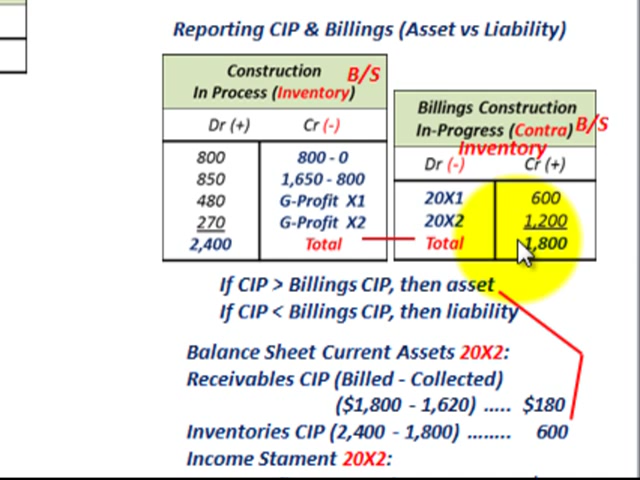 Reporting CIP & Billings (Asset vs Liability)
Construction B/S
In Process (Inventory)
Dr (+) Cr (-)
800 800 - 0
850 1,650 - 800
480 G-Profit X1
270 G-Profit X2
2,400 Total
Billings Construction
In-Progress (Contra) B/S
Inventory
Dr (-) Cr (+)
20X1 600
20X2 1,200
Total 1,800
If CIP > Billings CIP, then asset
If CIP < Billings CIP, then liability
Balance Sheet Current Assets 20X2:
Receivables CIP (Billed - Collected)
($1,800 - 1,620) ..... $180
Inventories CIP (2,400 - 1,800) ........ 600
Income Stament 20X2: